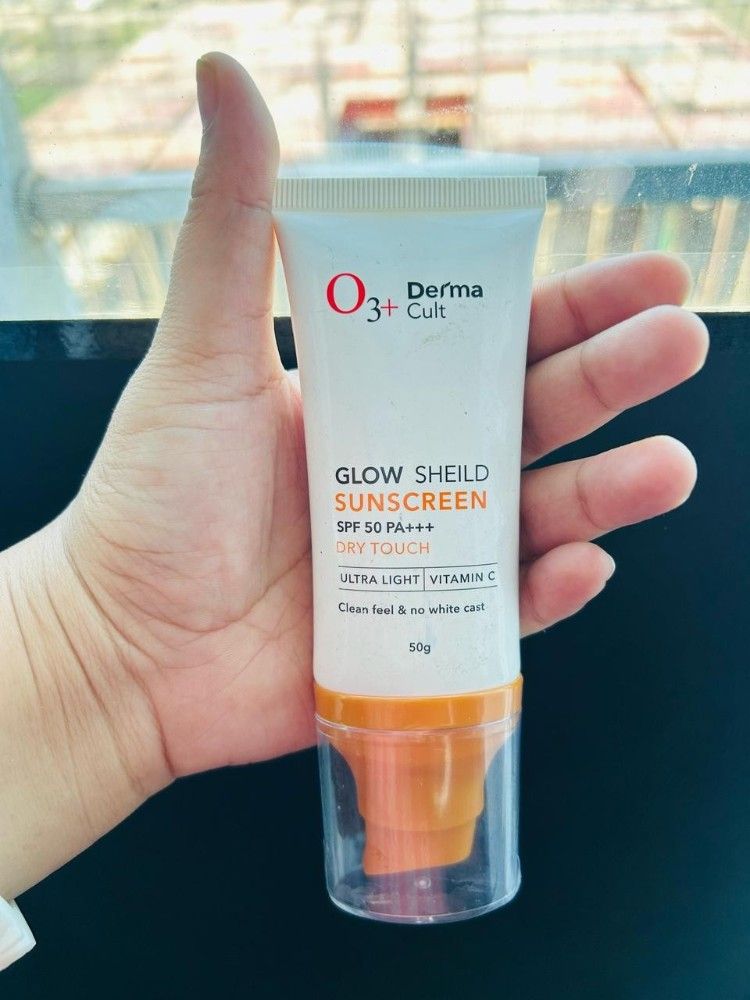 O3+ Derma
Cult
GLOW SHEILD
SUNSCREEN
SPF 50 PA+++
DRY TOUCH
ULTRA LIGHT | VITAMIN C
Clean feel & no white cast
50g